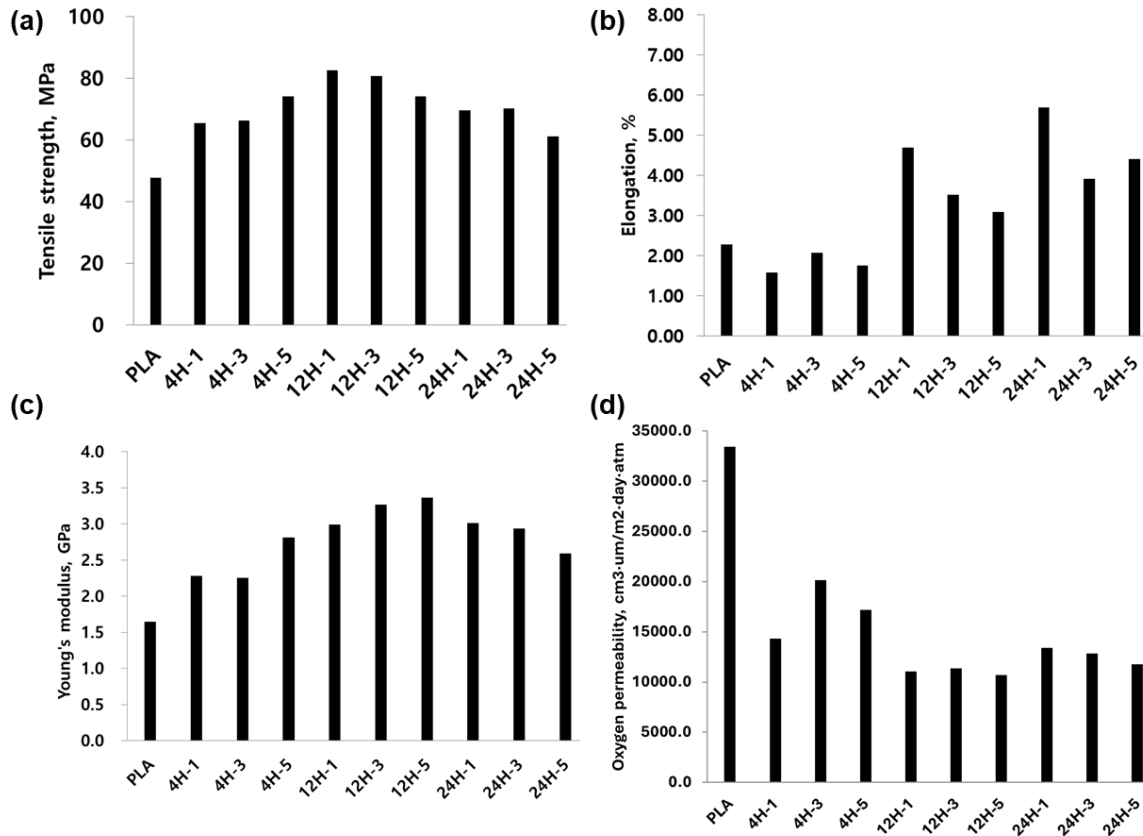 (a)
Tensile strength, MPa
100
80
60
40
20
0
PLA
4H-1
4H-3
4H-5
12H-1
12H-3
12H-5
24H-1
24H-3
24H-5
(b)
Elongation, %
8.00
7.00
6.00
5.00
4.00
3.00
2.00
1.00
0.00
PLA
4H-1
4H-3
4H-5
12H-1
12H-3
12H-5
24H-1
24H-3
24H-5
(c)
Young's modulus, GPa
4.0
3.5
3.0
2.5
2.0
1.5
1.0
0.5
0.0
PLA
4H-1
4H-3
4H-5
12H-1
12H-3
12H-5
24H-1
24H-3
24H-5
(d)
Oxygen permeability, cm3·um/m2·day·atm
35000.0
30000.0
25000.0
20000.0
15000.0
10000.0
5000.0
0.0
PLA
4H-1
4H-3
4H-5
12H-1
12H-3
12H-5
24H-1
24H-3
24H-5